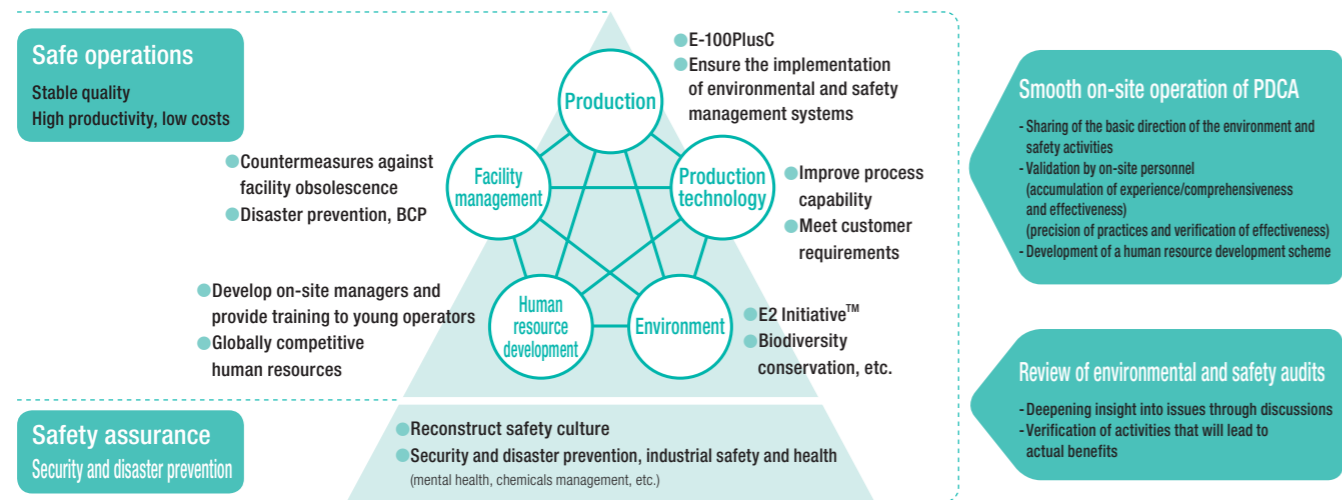 Safe operations
Stable quality
High productivity, low costs
Production
● E-100PlusC
● Ensure the implementation
of environmental and safety
management systems
● Countermeasures against
facility obsolescence
● Disaster prevention, BCP
Facility
management
Production
technology
● Improve process
capability
● Meet customer
requirements
● Develop on-site managers and
provide training to young operators
● Globally competitive
human resources
Human
resource
development
Environment
● E2 Initiative™
● Biodiversity
conservation, etc.
Safety assurance
Security and disaster prevention
● Reconstruct safety culture
● Security and disaster prevention, industrial safety and health
(mental health, chemicals management, etc.)
Smooth on-site operation of PDCA
- Sharing of the basic direction of the environment and
safety activities
- Validation by on-site personnel
(accumulation of experience/comprehensiveness
and effectiveness)
(precision of practices and verification of effectiveness)
- Development of a human resource development scheme
Review of environmental and safety audits
- Deepening insight into issues through discussions
- Verification of activities that will lead to
actual benefits